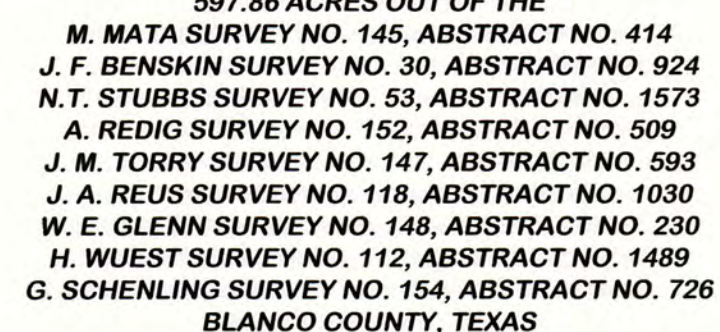 597.86 ACRES OUT OF THE
M. MATA SURVEY NO. 145, ABSTRACT NO. 414
J. F. BENSKIN SURVEY NO. 30, ABSTRACT NO. 924
N.T. STUBBS SURVEY NO. 53, ABSTRACT NO. 1573
A. REDIG SURVEY NO. 152, ABSTRACT NO. 509
J. M. TORRY SURVEY NO. 147, ABSTRACT NO. 593
J. A. REUS SURVEY NO. 118, ABSTRACT NO. 1030
W. E. GLENN SURVEY NO. 148, ABSTRACT NO. 230
H. WUEST SURVEY NO. 112, ABSTRACT NO. 1489
G. SCHENLING SURVEY NO. 154, ABSTRACT NO. 726
BLANCO COUNTY, TEXAS